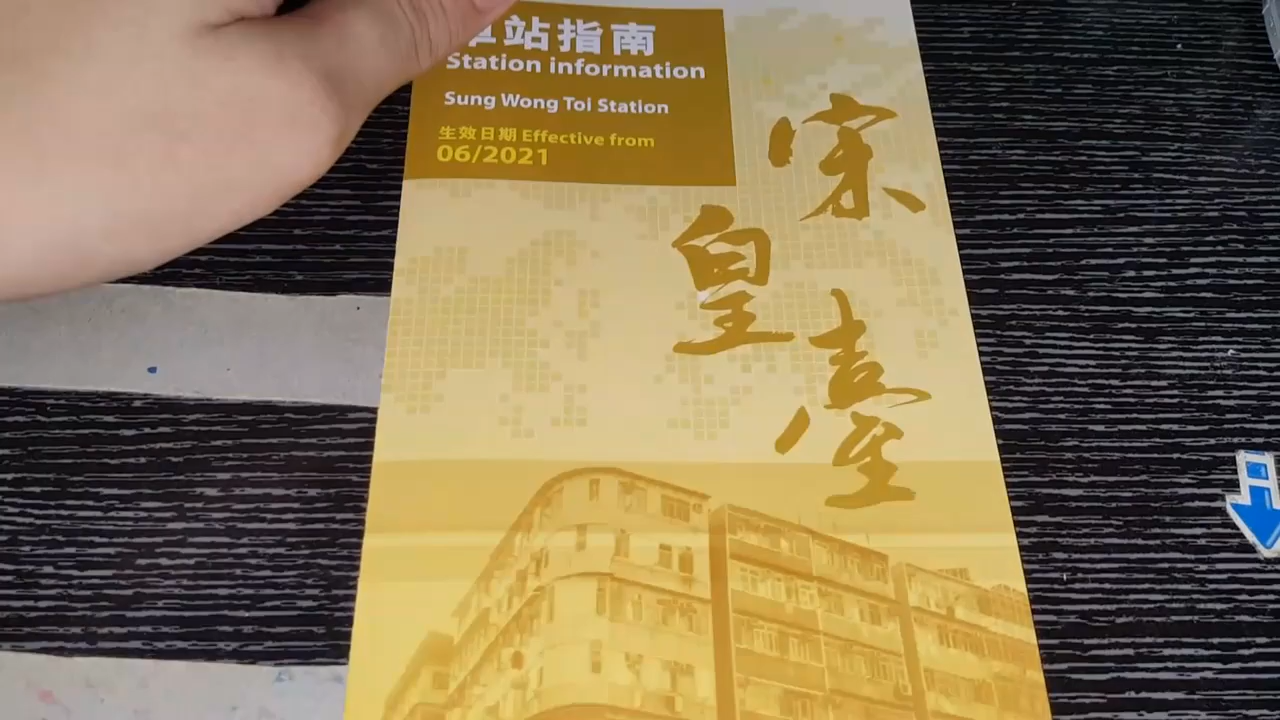 車站指南
Station information
Sung Wong Toi Station
生效日期 Effective from
06/2021
宋
皇
臺